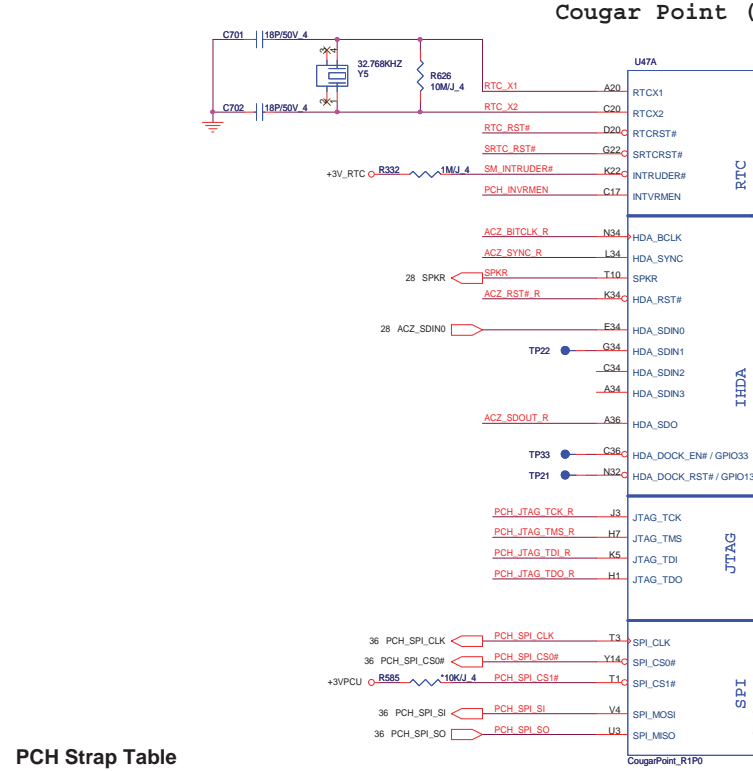 Cougar Point (
C701 18P/50V_4
U47A
3 4
32.768KHZ
Y5
R626
10M/J_4
2 1
C702 18P/50V_4
RTC_X1 A20 RTCX1
RTC_X2 C20 RTCX2
RTC_RST# D20 RTCRST#
SRTC_RST# G22 SRTCRST#
+3V_RTC R332 1M/J_4 SM_INTRUDER# K22 INTRUDER#
PCH_INVRMEN C17 INTVRMEN
RTC
ACZ_BITCLK_R N34 HDA_BCLK
ACZ_SYNC_R L34 HDA_SYNC
28 SPKR SPKR T10 SPKR
ACZ_RST#_R K34 HDA_RST#
28 ACZ_SDIN0 E34 HDA_SDIN0
TP22 G34 HDA_SDIN1
C34 HDA_SDIN2
A34 HDA_SDIN3
IHDA
ACZ_SDOUT_R A36 HDA_SDO
TP33 C36 HDA_DOCK_EN# / GPIO33
TP21 N32 HDA_DOCK_RST# / GPIO13
PCH_JTAG_TCK_R J3 JTAG_TCK
PCH_JTAG_TMS_R H7 JTAG_TMS
PCH_JTAG_TDI_R K5 JTAG_TDI
PCH_JTAG_TDO_R H1 JTAG_TDO
JTAG
36 PCH_SPI_CLK PCH_SPI_CLK T3 SPI_CLK
36 PCH_SPI_CS0# PCH_SPI_CS0# Y14 SPI_CS0#
+3VPCU R585 *10K/J_4 PCH_SPI_CS1# T1 SPI_CS1#
36 PCH_SPI_SI PCH_SPI_SI V4 SPI_MOSI
36 PCH_SPI_SO PCH_SPI_SO U3 SPI_MISO
SPI
CougarPoint_R1P0
PCH Strap Table